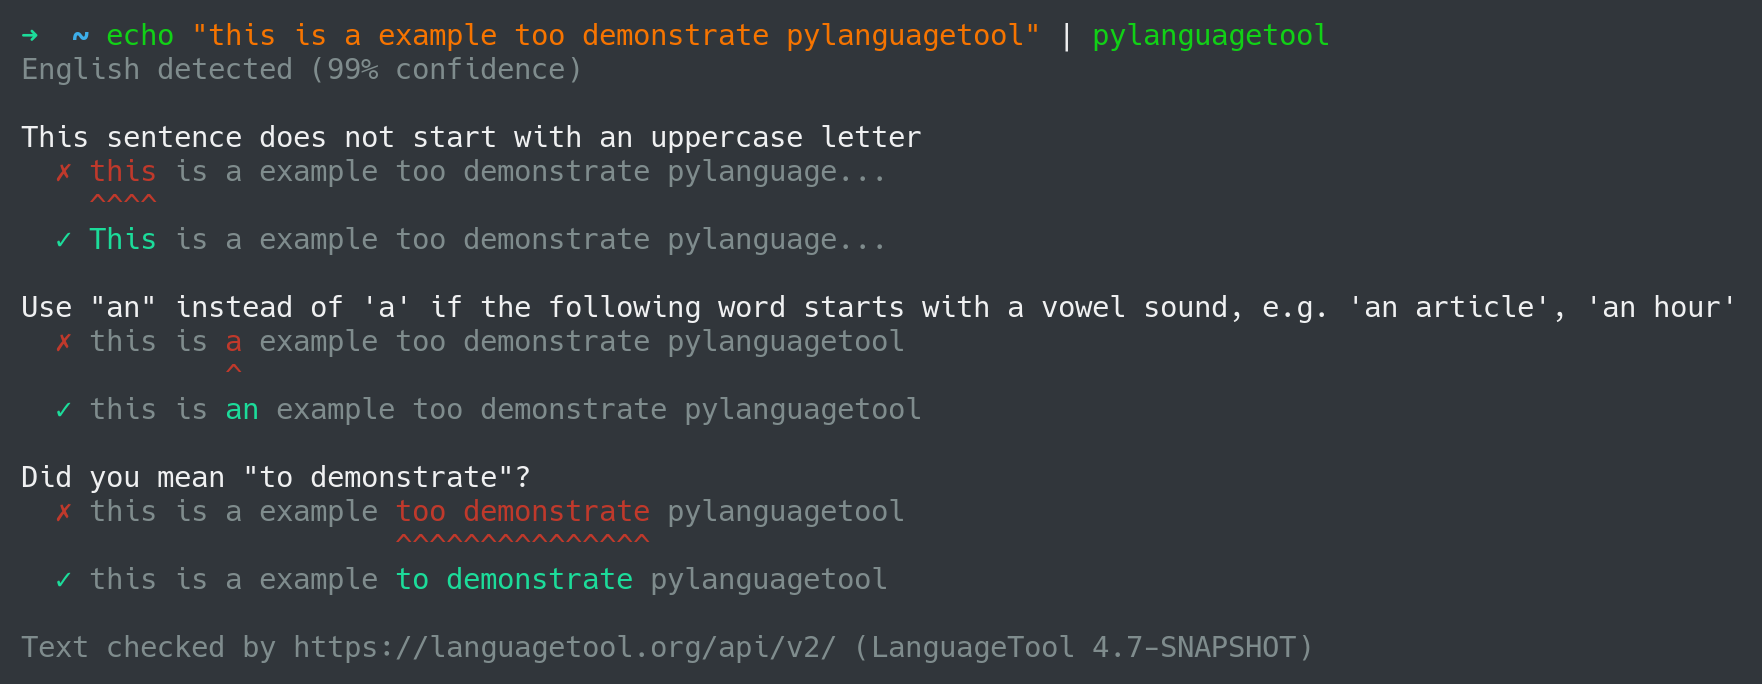 ➜  ~ echo "this is a example too demonstrate pylanguagetool" | pylanguagetool
English detected (99% confidence)

This sentence does not start with an uppercase letter
  ✗ this is a example too demonstrate pylanguage...
    ^^^^
  ✓ This is a example too demonstrate pylanguage...

Use "an" instead of 'a' if the following word starts with a vowel sound, e.g. 'an article', 'an hour'
  ✗ this is a example too demonstrate pylanguagetool
            ^
  ✓ this is an example too demonstrate pylanguagetool

Did you mean "to demonstrate"?
  ✗ this is a example too demonstrate pylanguagetool
                      ^^^^^^^^^^^^^^^
  ✓ this is a example to demonstrate pylanguagetool

Text checked by https://languagetool.org/api/v2/ (LanguageTool 4.7-SNAPSHOT)